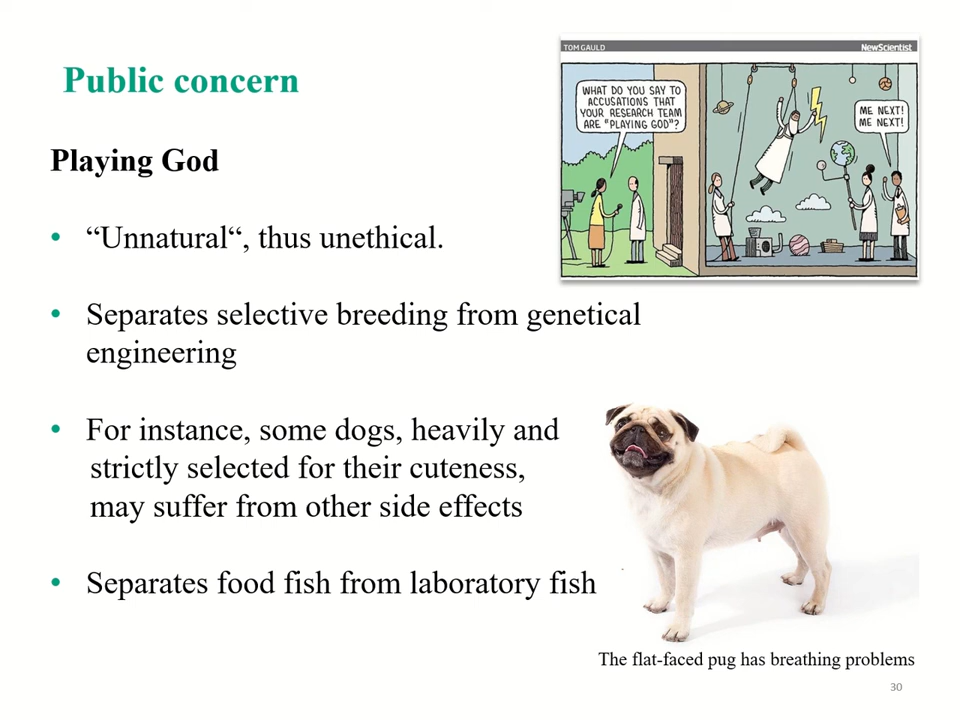 Public concern
TOM GAULD
NewScientist
WHAT DO YOU SAY TO
ACCUSATIONS THAT
YOUR RESEARCH TEAM
ARE "PLAYING GOD"?
ME NEXT!
ME NEXT!
Playing God
• “Unnatural“, thus unethical.
• Separates selective breeding from genetical
engineering
• For instance, some dogs, heavily and
strictly selected for their cuteness,
may suffer from other side effects
• Separates food fish from laboratory fish
The flat-faced pug has breathing problems
30